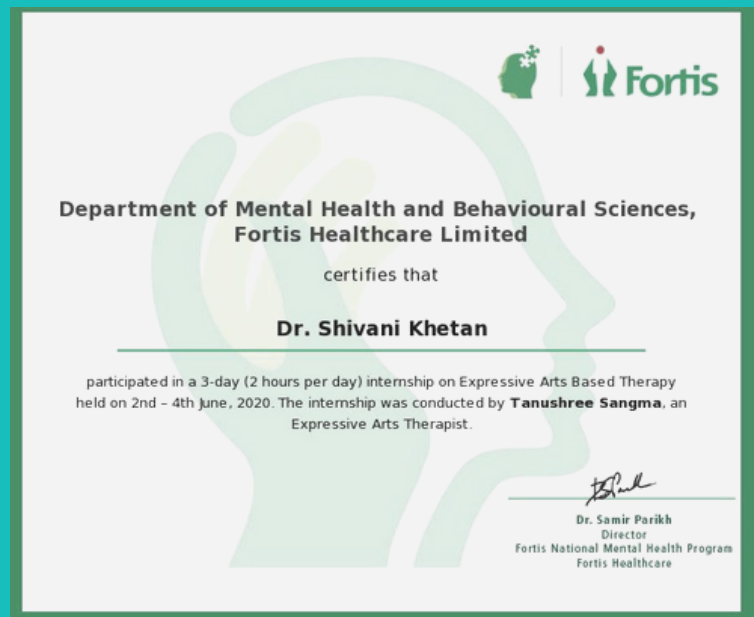 Fortis
Department of Mental Health and Behavioural Sciences,
Fortis Healthcare Limited
certifies that
Dr. Shivani Khetan
participated in a 3-day (2 hours per day) internship on Expressive Arts Based Therapy
held on 2nd – 4th June, 2020. The internship was conducted by Tanushree Sangma, an
Expressive Arts Therapist.
Dr. Samir Parikh
Director
Fortis National Mental Health Program
Fortis Healthcare